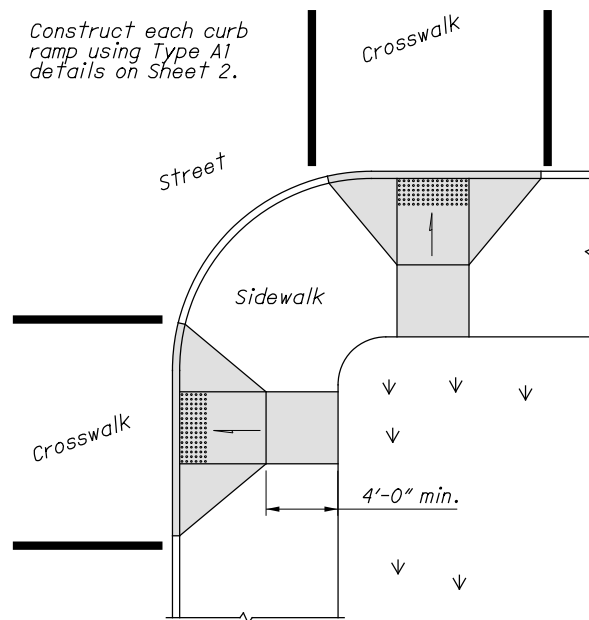 Construct each curb
ramp using Type A1
details on Sheet 2.
Crosswalk
Street
Sidewalk
Crosswalk
4'-0" min.